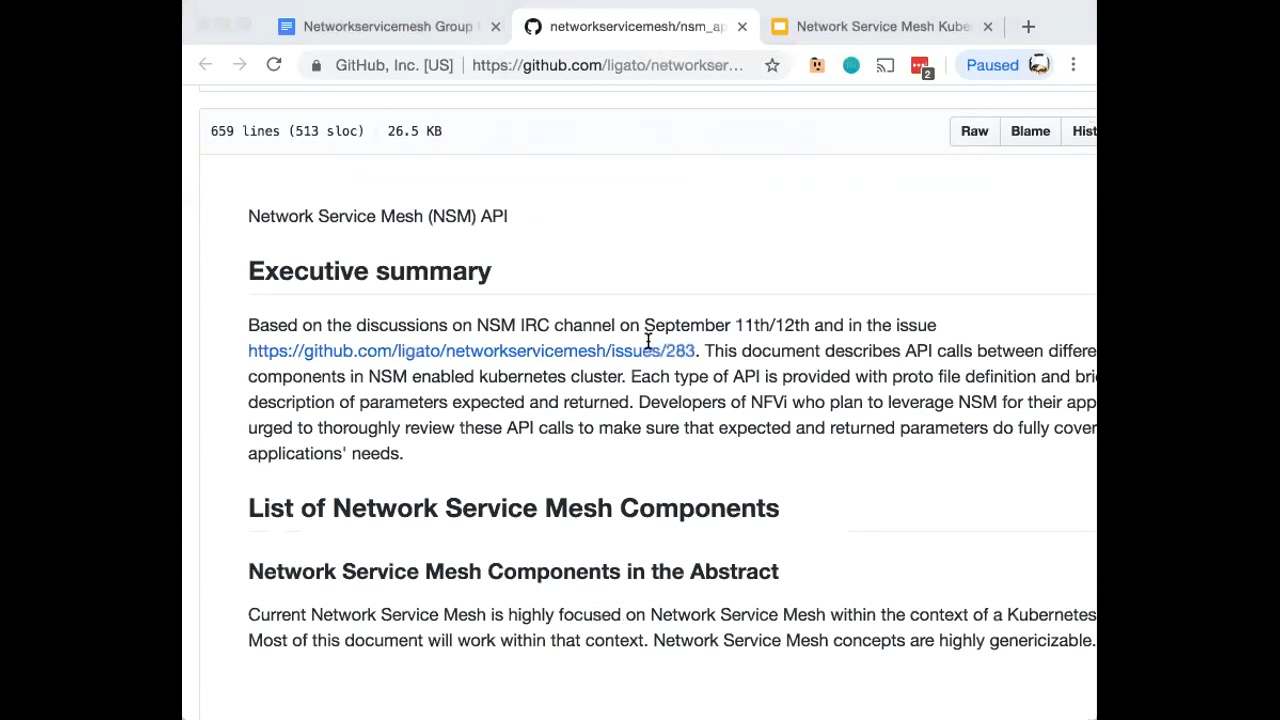 Networkservicemesh Group
networkservicemesh/nsm_ap
Network Service Mesh Kube
GitHub, Inc. [US]
https://github.com/ligato/networkser...
2
Paused
659 lines (513 sloc) 26.5 KB
Raw
Blame
Hist
Network Service Mesh (NSM) API
Executive summary
Based on the discussions on NSM IRC channel on September 11th/12th and in the issue
https://github.com/ligato/networkservicemesh/issues/283. This document describes API calls between differe
components in NSM enabled kubernetes cluster. Each type of API is provided with proto file definition and bri
description of parameters expected and returned. Developers of NFVi who plan to leverage NSM for their app
urged to thoroughly review these API calls to make sure that expected and returned parameters do fully cover
applications' needs.
List of Network Service Mesh Components
Network Service Mesh Components in the Abstract
Current Network Service Mesh is highly focused on Network Service Mesh within the context of a Kubernetes
Most of this document will work within that context. Network Service Mesh concepts are highly genericizable.